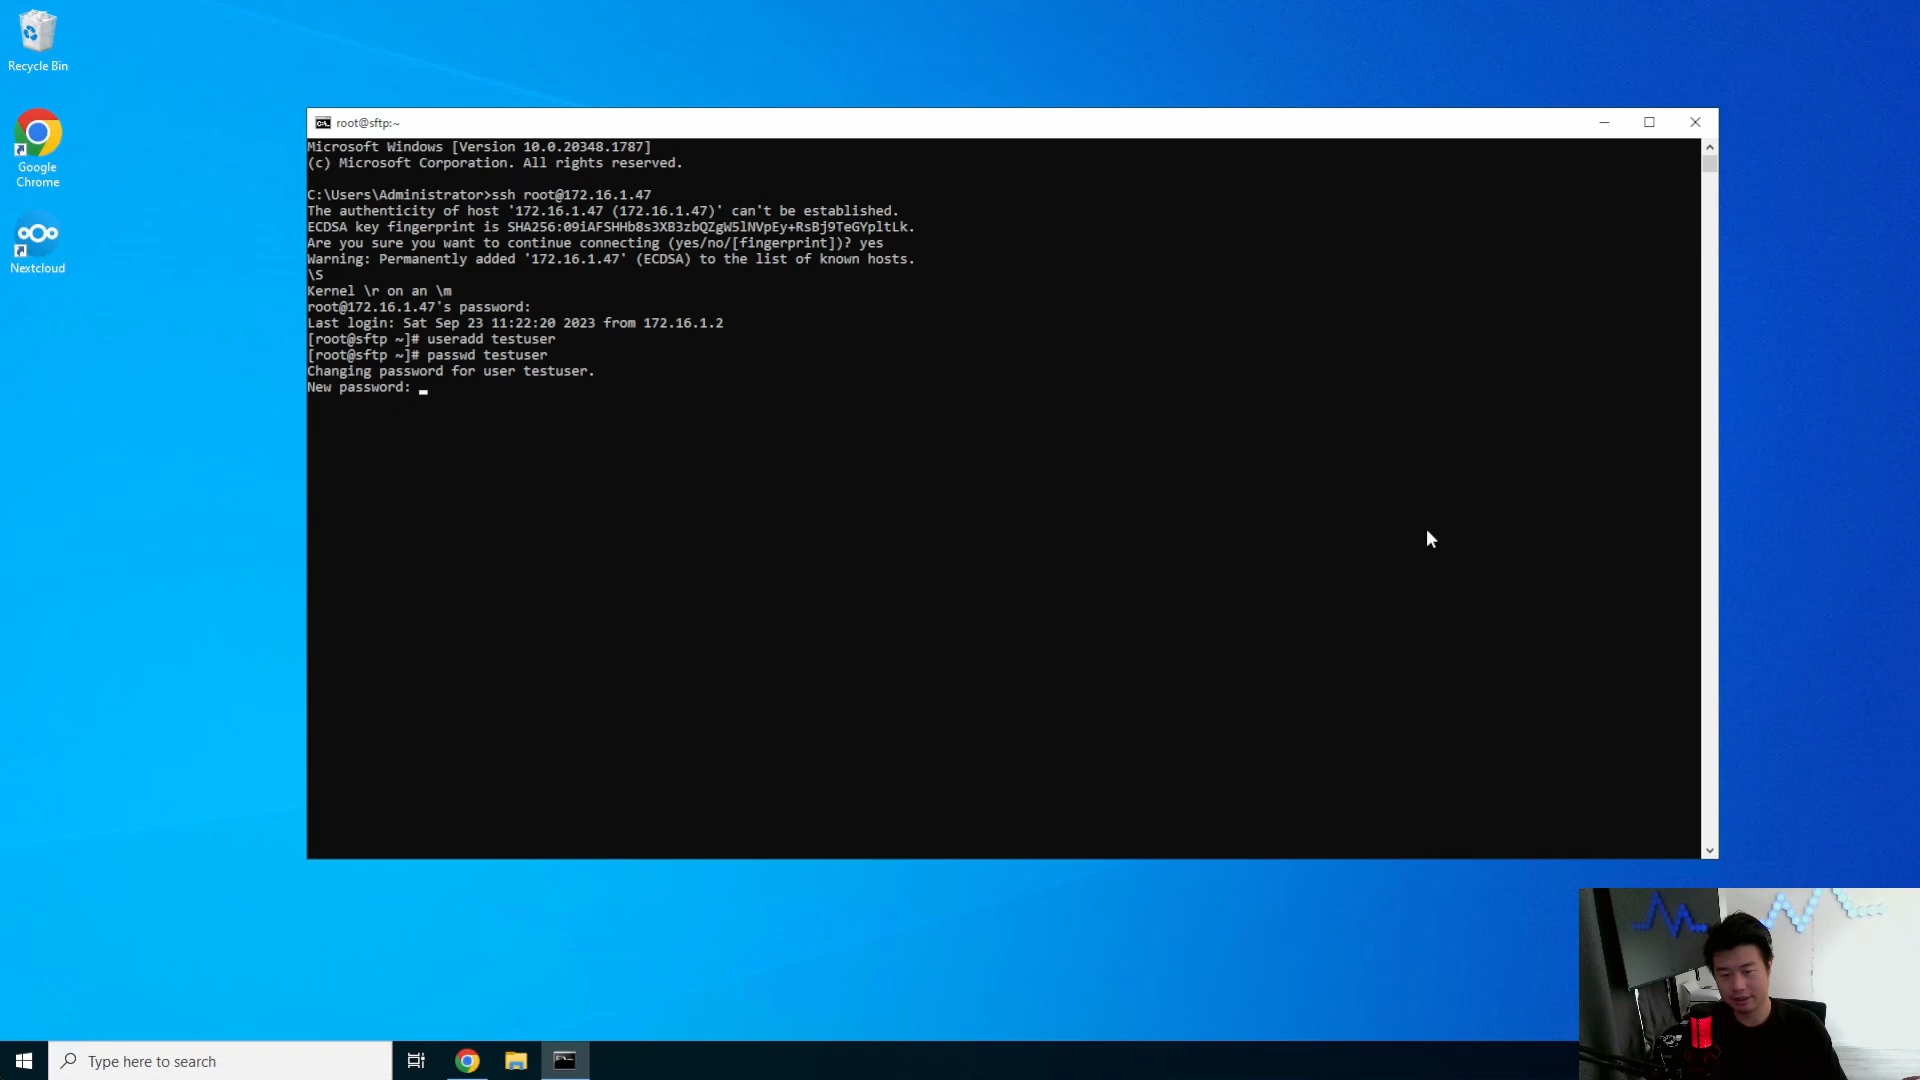 Recycle Bin
Google
Chrome
Nextcloud
root@sftp:~
Microsoft Windows [Version 10.0.20348.1787]
(c) Microsoft Corporation. All rights reserved.
C:\Users\Administrator>ssh root@172.16.1.47
The authenticity of host '172.16.1.47 (172.16.1.47)' can't be established.
ECDSA key fingerprint is SHA256:09iAFSHHb8s3XB3zbQZgW5lNVpEy+RsBj9TeGYpltLk.
Are you sure you want to continue connecting (yes/no/[fingerprint])? yes
Warning: Permanently added '172.16.1.47' (ECDSA) to the list of known hosts.
\S
Kernel \r on an \m
root@172.16.1.47's password:
Last login: Sat Sep 23 11:22:20 2023 from 172.16.1.2
[root@sftp ~]# useradd testuser
[root@sftp ~]# passwd testuser
Changing password for user testuser.
New password:
Type here to search